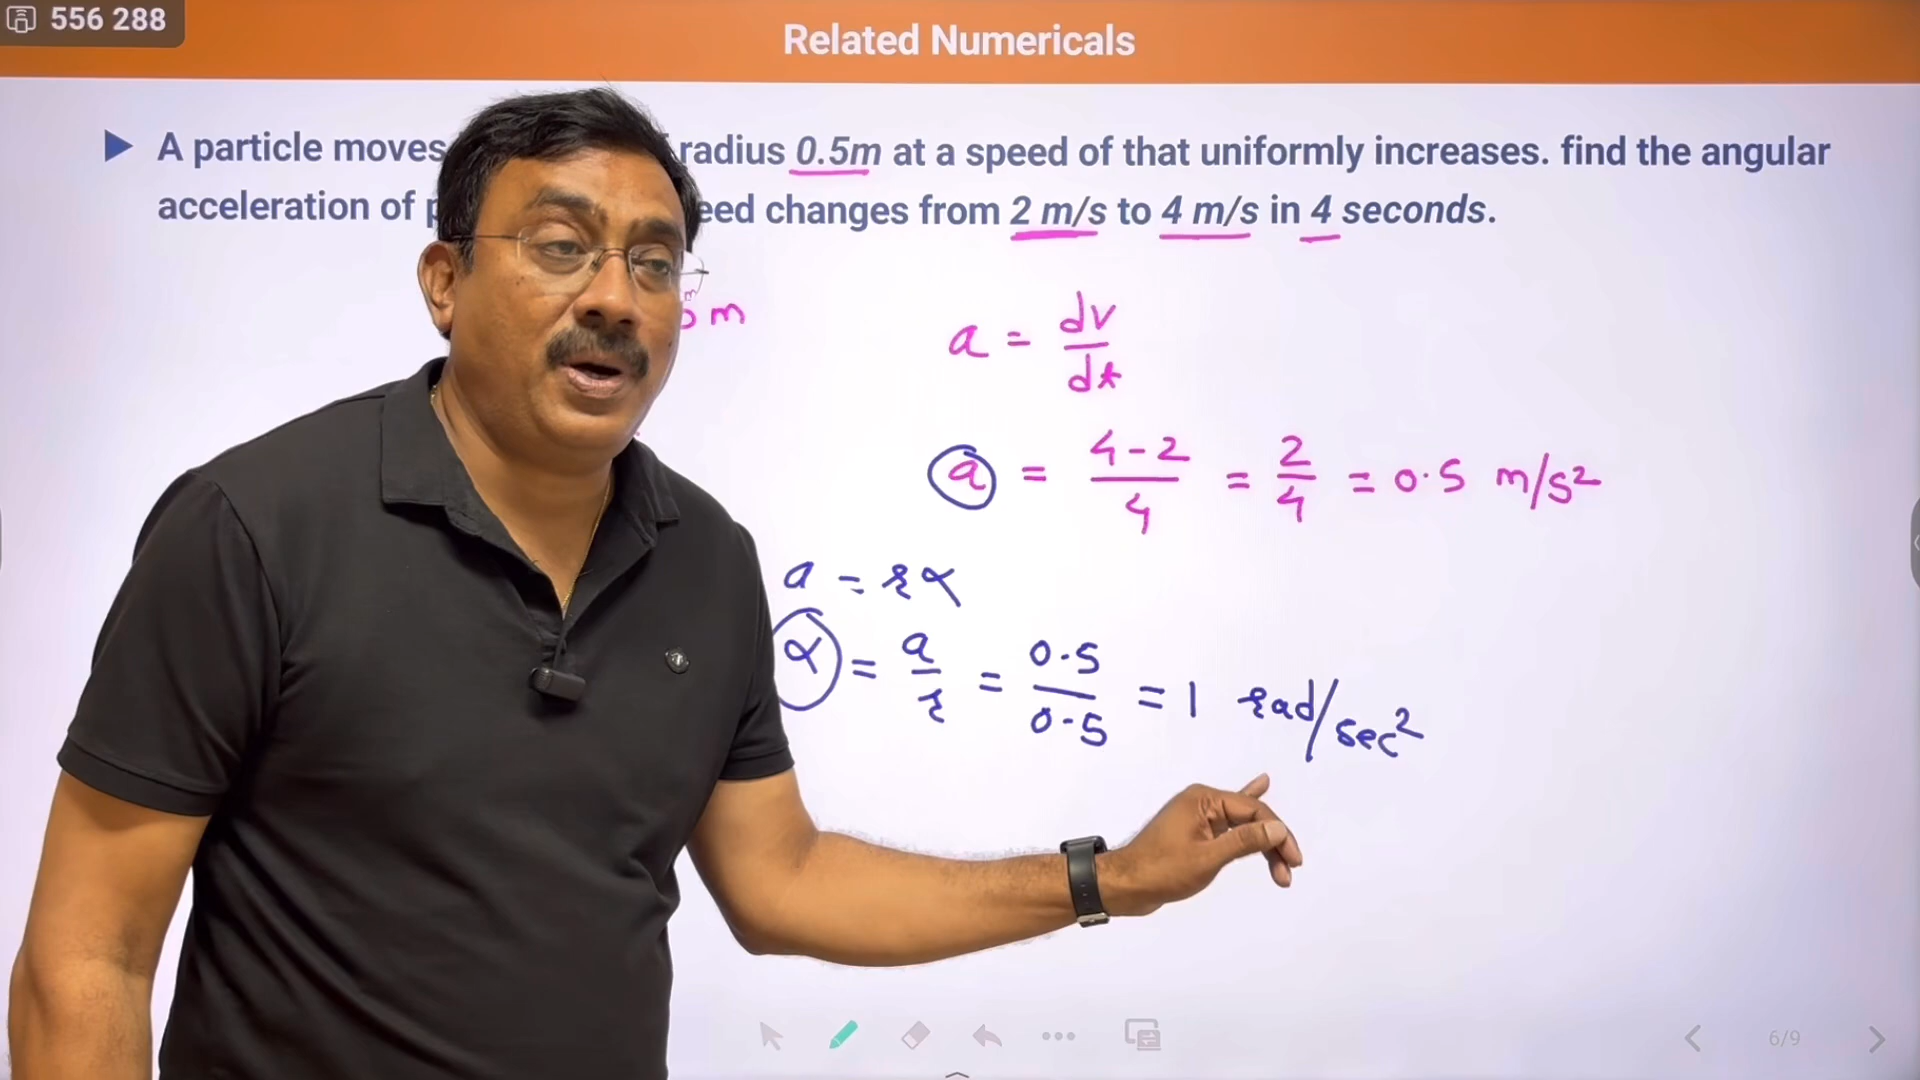 556 288
Related Numericals
A particle moves radius 0.5m at a speed of that uniformly increases. find the angular
acceleration of eed changes from 2 m/s to 4 m/s in 4 seconds.
m
a = dv/dt
a = 4-2/4 = 2/4 = 0.5 m/s²
a = rα
α = a/r = 0.5/0.5 = 1 rad/sec²
6/9